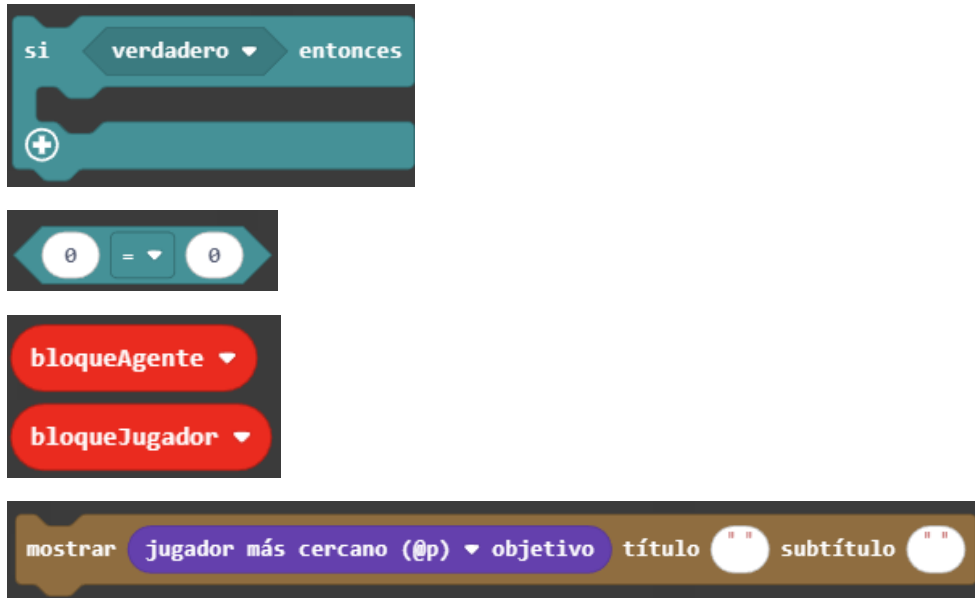 si verdadero entonces
0 = 0
bloqueAgente
bloqueJugador
mostrar jugador más cercano (@p) objetivo título " " subtítulo " "